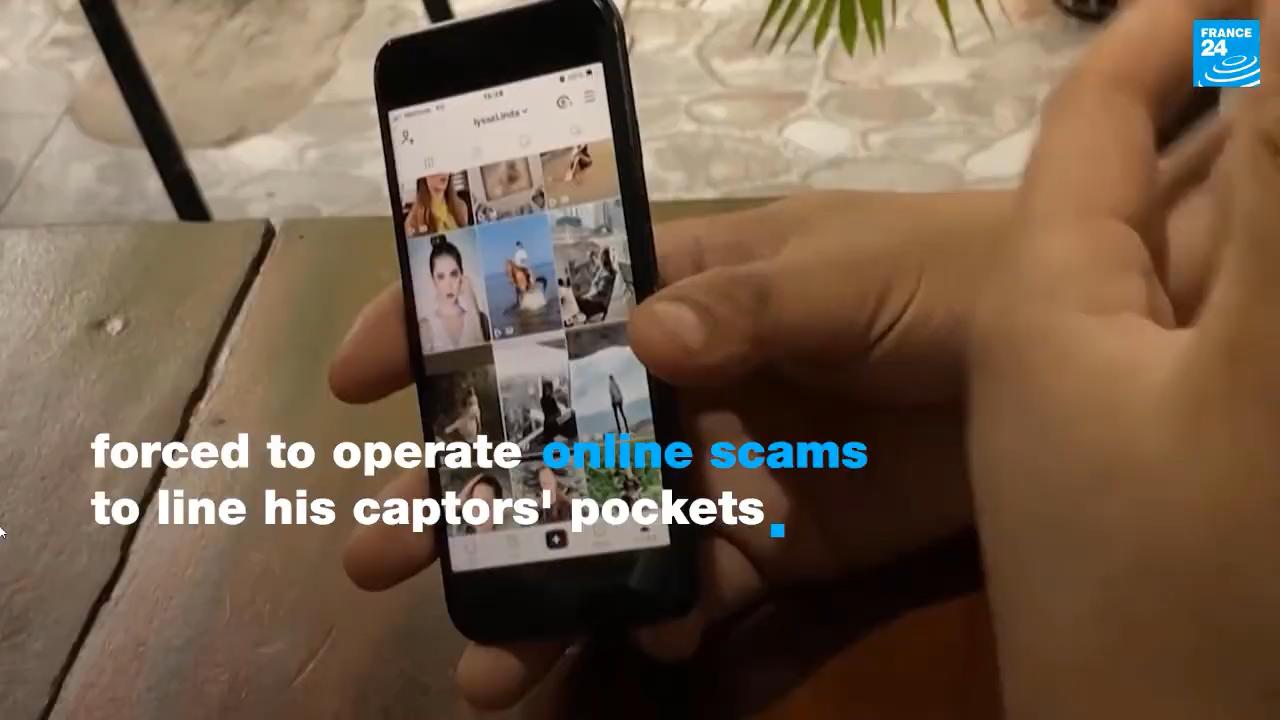 FRANCE
24
forced to operate online scams
to line his captors' pockets.